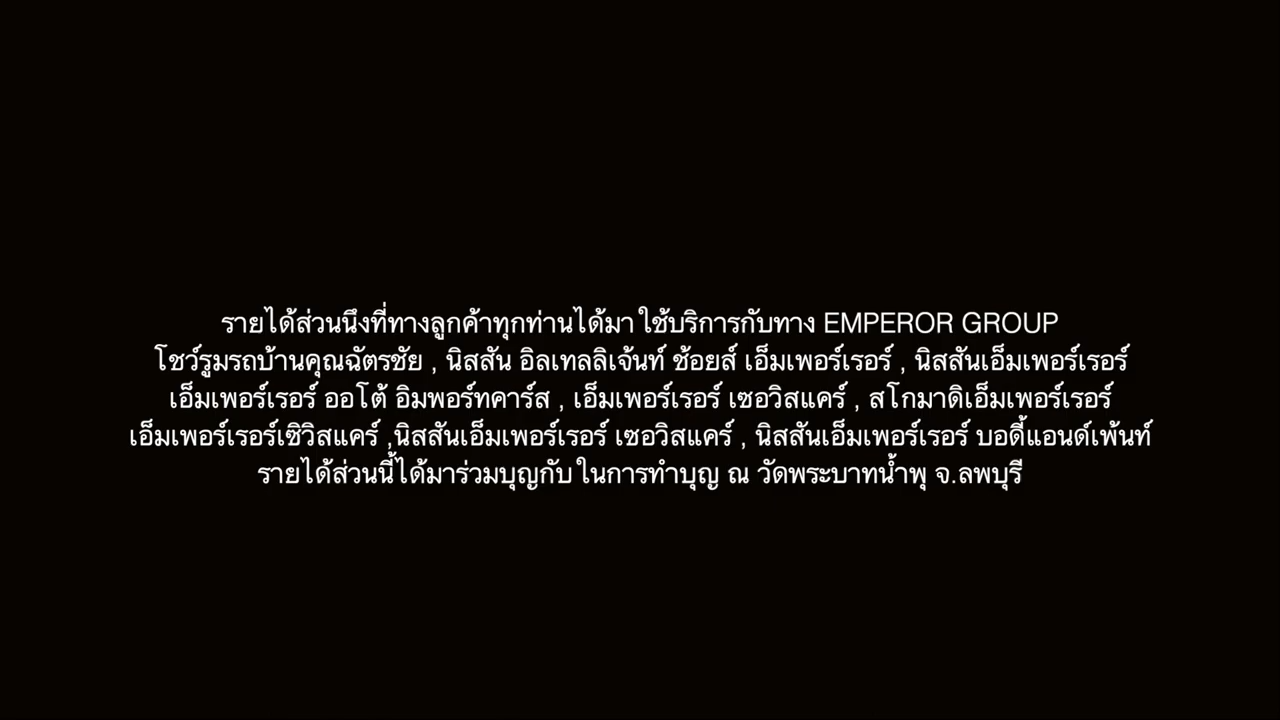 รายได้ส่วนนึงที่ทางลูกค้าทุกท่านได้มา ใช้บริการกับทาง EMPEROR GROUP
โชว์รูมรถบ้านคุณฉัตรชัย , นิสสัน อิลเทลลิเจ้นท์ ช้อยส์ เอ็มเพอร์เรอร์ , นิสสันเอ็มเพอร์เรอร์
เอ็มเพอร์เรอร์ ออโต้ อิมพอร์ทคาร์ส , เอ็มเพอร์เรอร์ เซอวิสแคร์ , สโกมาดิเอ็มเพอร์เรอร์
เอ็มเพอร์เรอร์เซิวิสแคร์ ,นิสสันเอ็มเพอร์เรอร์ เซอวิสแคร์ , นิสสันเอ็มเพอร์เรอร์ บอดี้แอนด์เพ้นท์
รายได้ส่วนนี้ได้มาร่วมบุญกับ ในการทำบุญ ณ วัดพระบาทน้ำพุ จ.ลพบุรี